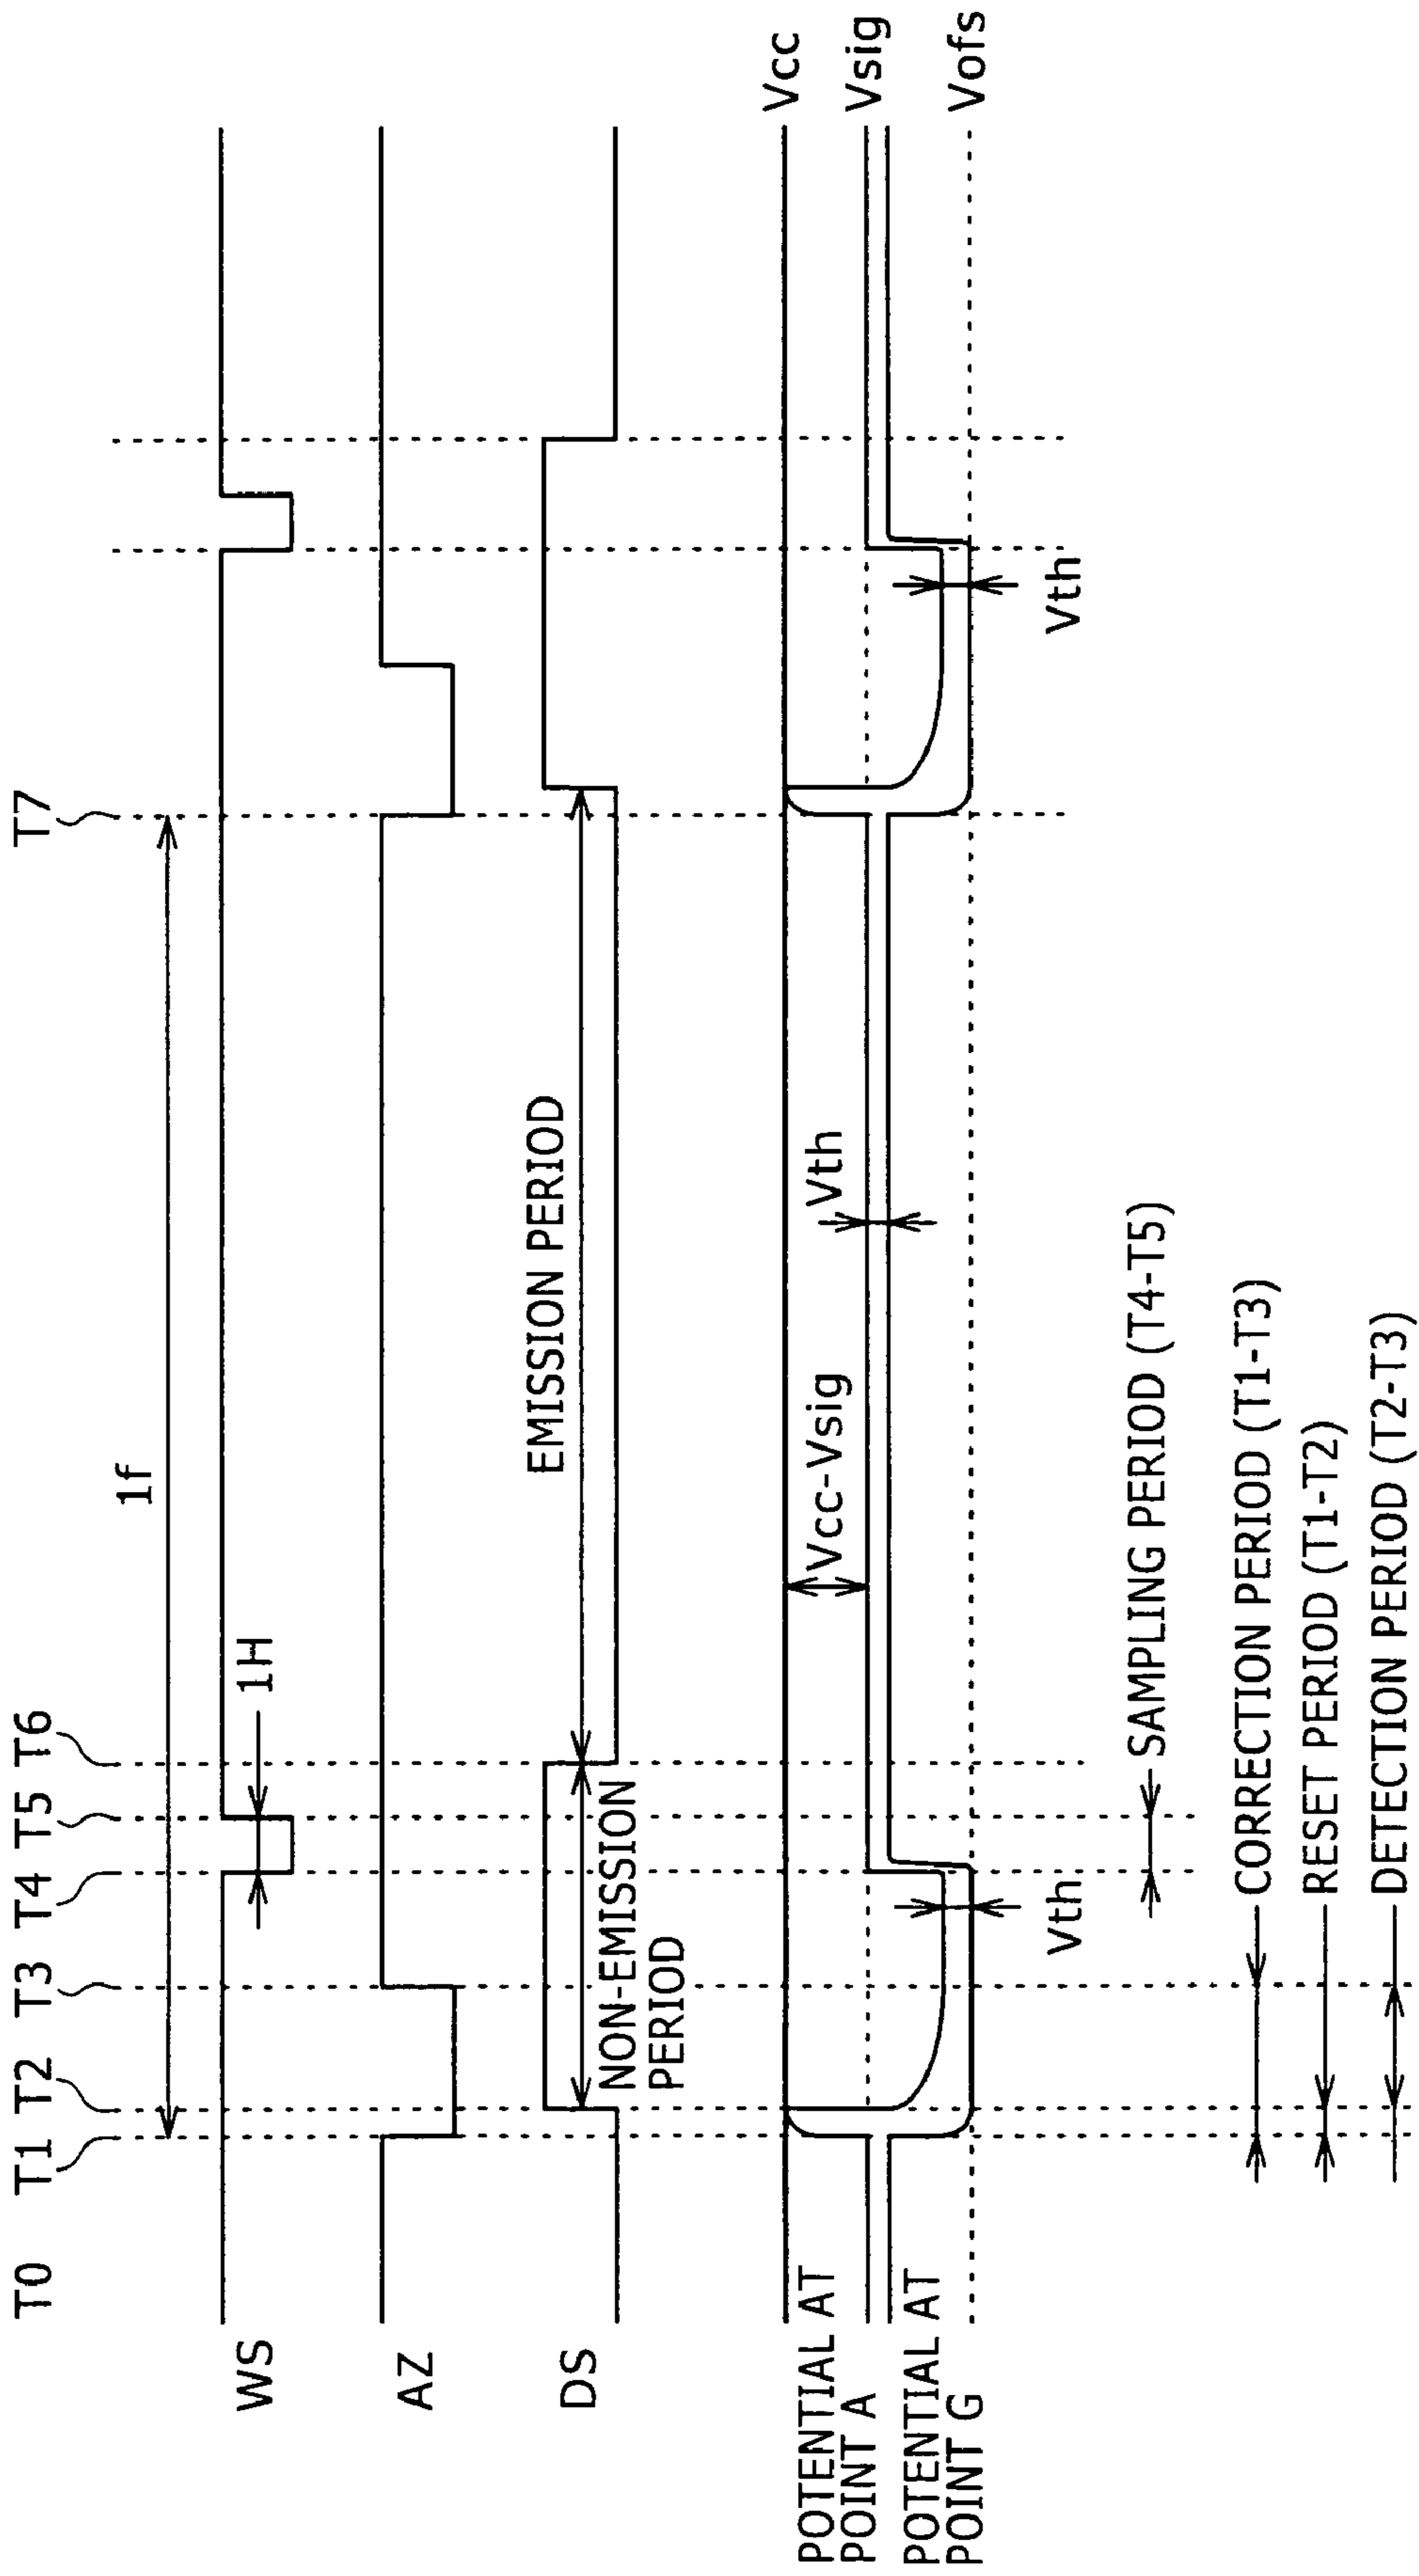 T0 T1 T2 T3 T4 T5 T6 T7
1f
WS
1H
AZ
DS
NON-EMISSION
PERIOD
EMISSION PERIOD
Vcc
Vsig
Vofs
POTENTIAL AT
POINT A
POTENTIAL AT
POINT G
Vcc-Vsig
Vth
Vth
Vth
SAMPLING PERIOD (T4-T5)
CORRECTION PERIOD (T1-T3)
RESET PERIOD (T1-T2)
DETECTION PERIOD (T2-T3)